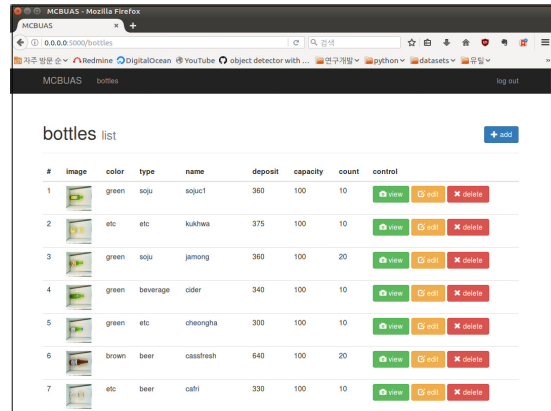 MCBUAS - Mozilla Firefox
MCBUAS × +
0.0.0.0:5000/bottles 검색
자주 방문 순 Redmine DigitalOcean YouTube object detector with ... 연구개발 python datasets 유틸 »
MCBUAS bottles log out
bottles list + add
# image color type name deposit capacity count control
1 green soju sojuc1 360 100 10 view edit delete
2 etc etc kukhwa 375 100 10 view edit delete
3 green soju jamong 360 100 20 view edit delete
4 green beverage cider 340 100 10 view edit delete
5 green etc cheongha 300 100 10 view edit delete
6 brown beer cassfresh 640 100 20 view edit delete
7 etc beer cafri 330 100 10 view edit delete